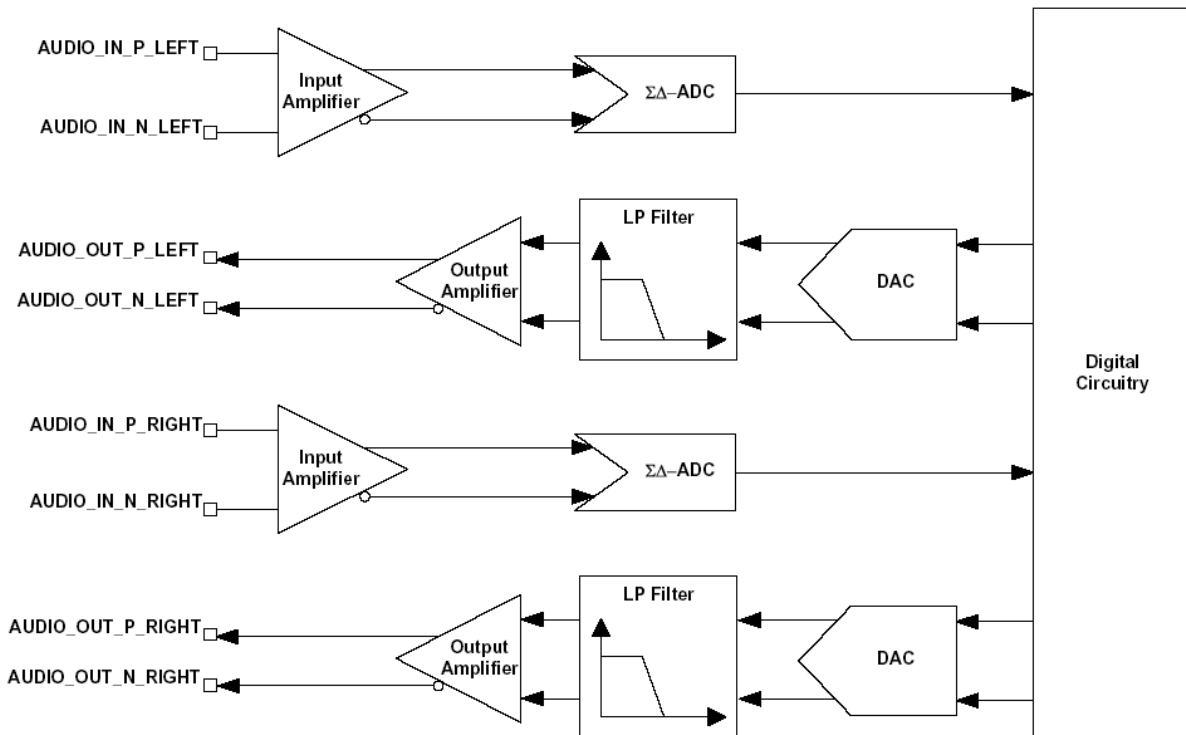 AUDIO_IN_P_LEFT
Input
Amplifier
ΣΔ–ADC
AUDIO_IN_N_LEFT
LP Filter
AUDIO_OUT_P_LEFT
Output
Amplifier
DAC
AUDIO_OUT_N_LEFT
Digital
Circuitry
AUDIO_IN_P_RIGHT
Input
Amplifier
ΣΔ–ADC
AUDIO_IN_N_RIGHT
LP Filter
AUDIO_OUT_P_RIGHT
Output
Amplifier
DAC
AUDIO_OUT_N_RIGHT